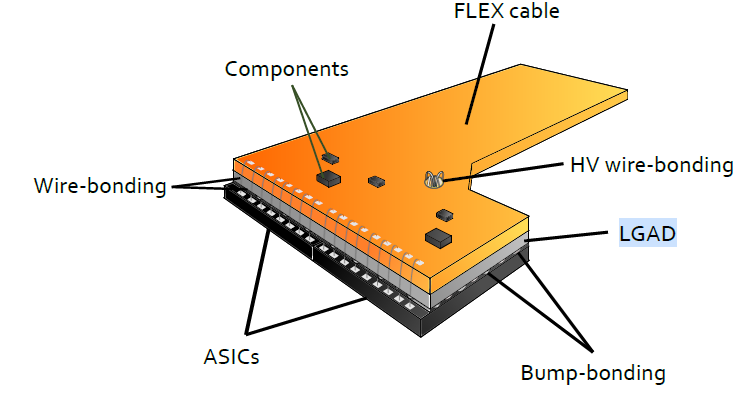 FLEX cable
Components
HV wire-bonding
Wire-bonding
LGAD
ASICs
Bump-bonding